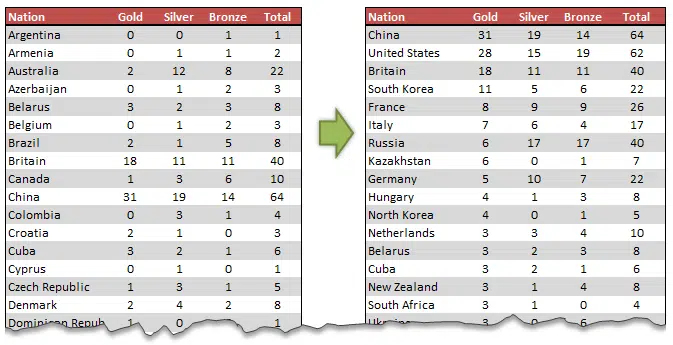 Nation Gold Silver Bronze Total
Argentina 0 0 1 1
Armenia 0 1 1 2
Australia 2 12 8 22
Azerbaijan 0 1 2 3
Belarus 3 2 3 8
Belgium 0 1 2 3
Brazil 2 1 5 8
Britain 18 11 11 40
Canada 1 3 6 10
China 31 19 14 64
Colombia 0 3 1 4
Croatia 2 1 0 3
Cuba 3 2 1 6
Cyprus 0 1 0 1
Czech Republic 1 3 1 5
Denmark 2 4 2 8
Dominican Repub 1 0 1
Nation Gold Silver Bronze Total
China 31 19 14 64
United States 28 15 19 62
Britain 18 11 11 40
South Korea 11 5 6 22
France 8 9 9 26
Italy 7 6 4 17
Russia 6 17 17 40
Kazakhstan 6 0 1 7
Germany 5 10 7 22
Hungary 4 1 3 8
North Korea 4 0 1 5
Netherlands 3 3 4 10
Belarus 3 2 3 8
Cuba 3 2 1 6
New Zealand 3 1 4 8
South Africa 3 1 0 4
3 0 6